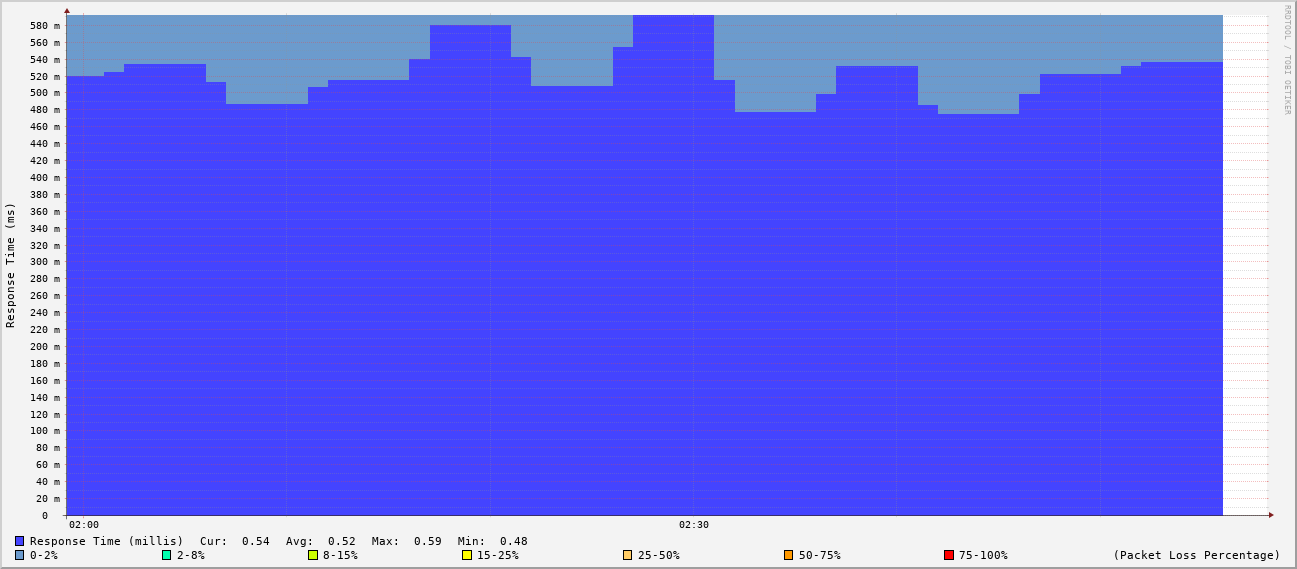 RRDTOOL / TOBI OETIKER
Response Time (ms)
580 m
560 m
540 m
520 m
500 m
480 m
460 m
440 m
420 m
400 m
380 m
360 m
340 m
320 m
300 m
280 m
260 m
240 m
220 m
200 m
180 m
160 m
140 m
120 m
100 m
80 m
60 m
40 m
20 m
0
02:00 02:30
Response Time (millis) Cur: 0.54 Avg: 0.52 Max: 0.59 Min: 0.48
0-2% 2-8% 8-15% 15-25% 25-50% 50-75% 75-100% (Packet Loss Percentage)